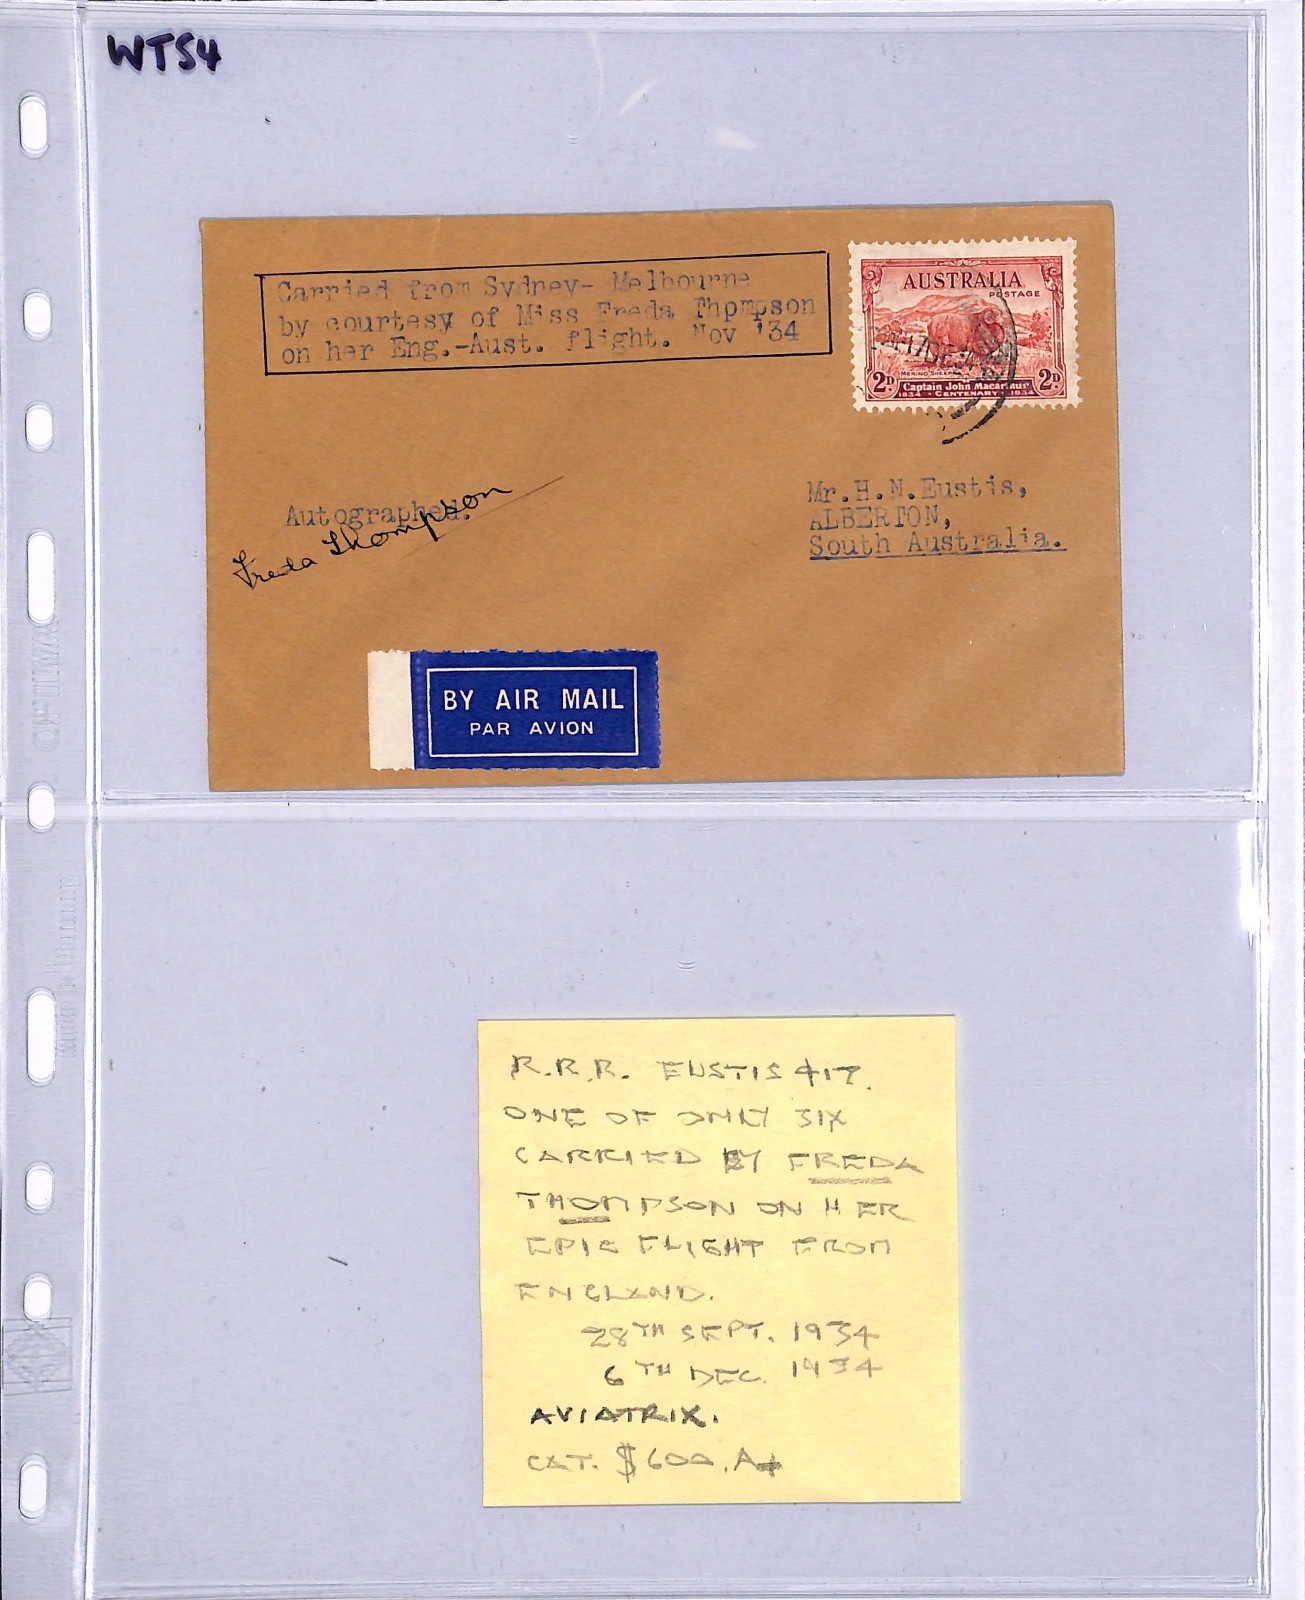 WTS4
Carried from Sydney- Melbourne
by courtesy of Miss Freda Thpmpson
on her Eng.-Aust. flight. Nov '34
AUSTRALIA
POSTAGE
MERINO SHEEP
2D. Captain John Macarthur 2D.
1834 · CENTENARY · 1934
Mr.H.N.Eustis,
ALBERTON,
South Australia.
Autographed.
Freda Thompson
BY AIR MAIL
PAR AVION
R.R.R. EUSTIS 417.
ONE OF ONLY SIX
CARRIED BY FREDA
THOMPSON ON HER
EPIC FLIGHT FROM
ENGLAND.
28TH SEPT. 1934
6TH DEC. 1934
AVIATRIX.
CAT. $600. A+